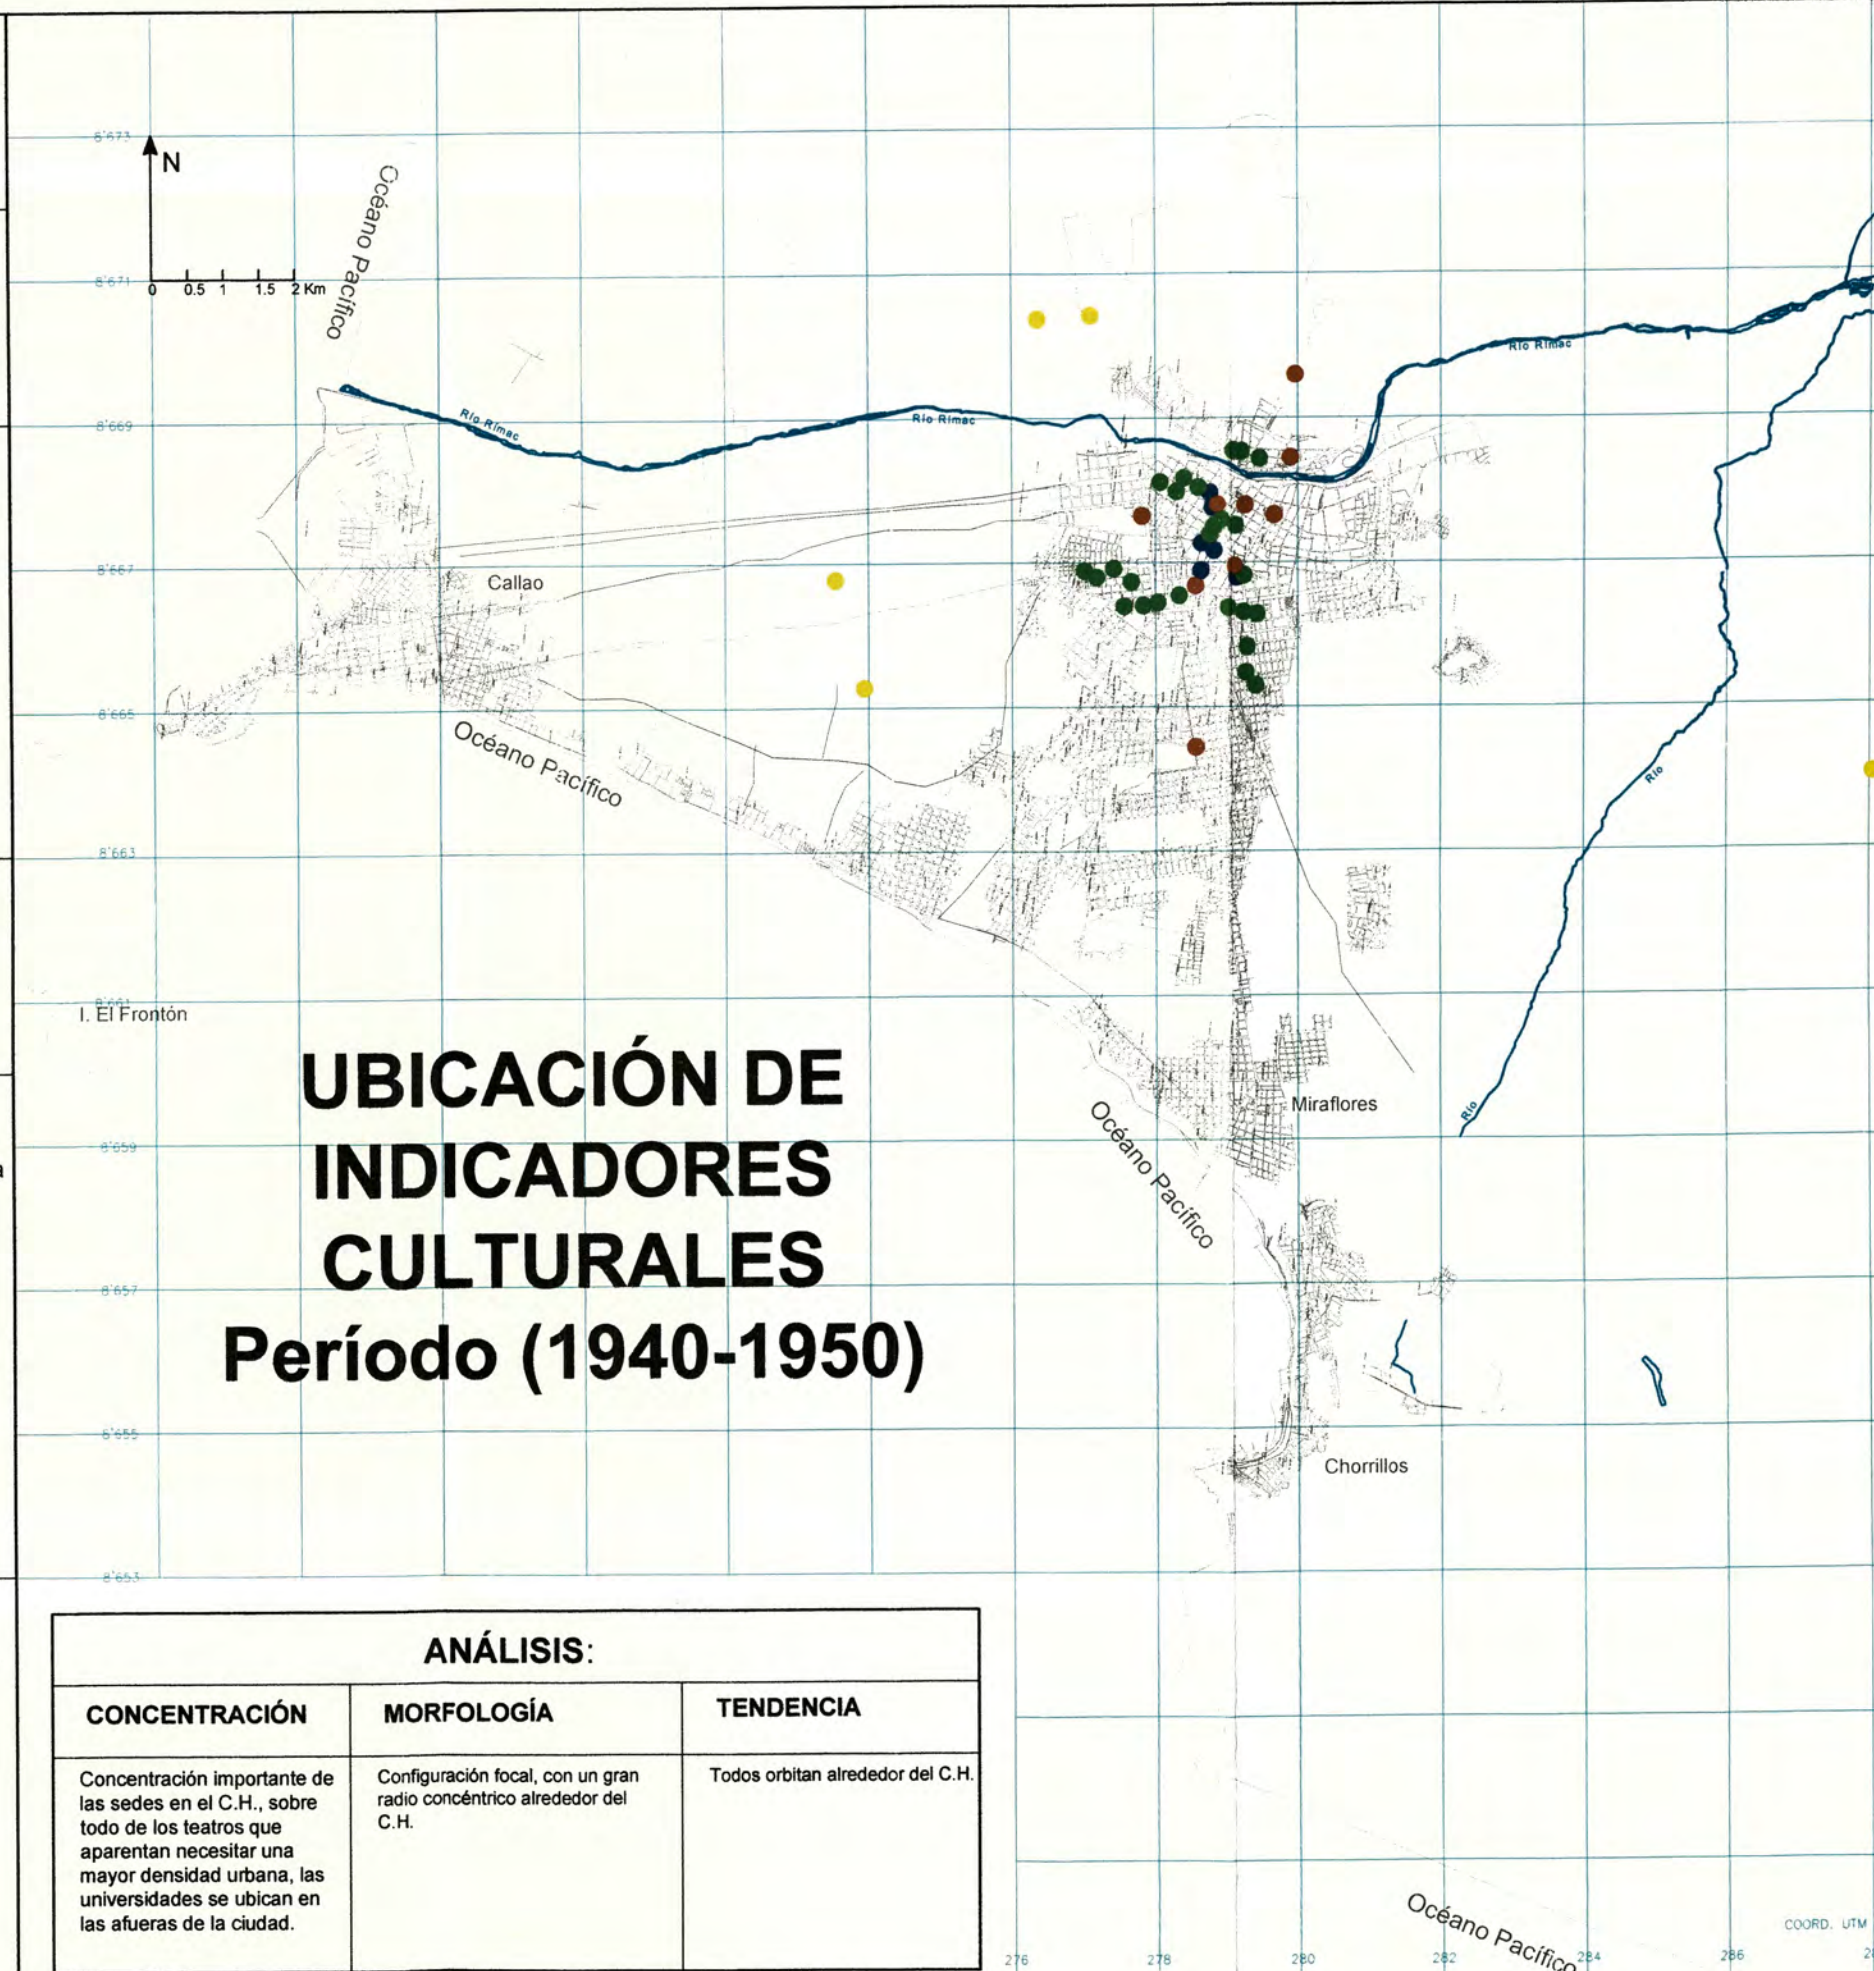 8'673
N
Océano Pacífico
8'671
0 0.5 1 1.5 2 Km
Río Rímac
8'669
Río Rímac
Río Rímac
8'667
Callao
8'665
Océano Pacífico
Río
8'663
8'661
I. El Frontón
UBICACIÓN DE
INDICADORES
CULTURALES
Período (1940-1950)
Miraflores
Río
Océano Pacífico
8'659
a
8'657
8'655
Chorrillos
8'653
ANÁLISIS:
CONCENTRACIÓN
MORFOLOGÍA
TENDENCIA
Concentración importante de
las sedes en el C.H., sobre
todo de los teatros que
aparentan necesitar una
mayor densidad urbana, las
universidades se ubican en
las afueras de la ciudad.
Configuración focal, con un gran
radio concéntrico alrededor del
C.H.
Todos orbitan alrededor del C.H.
Océano Pacífico
COORD. UTM
276 278 280 282 284 286